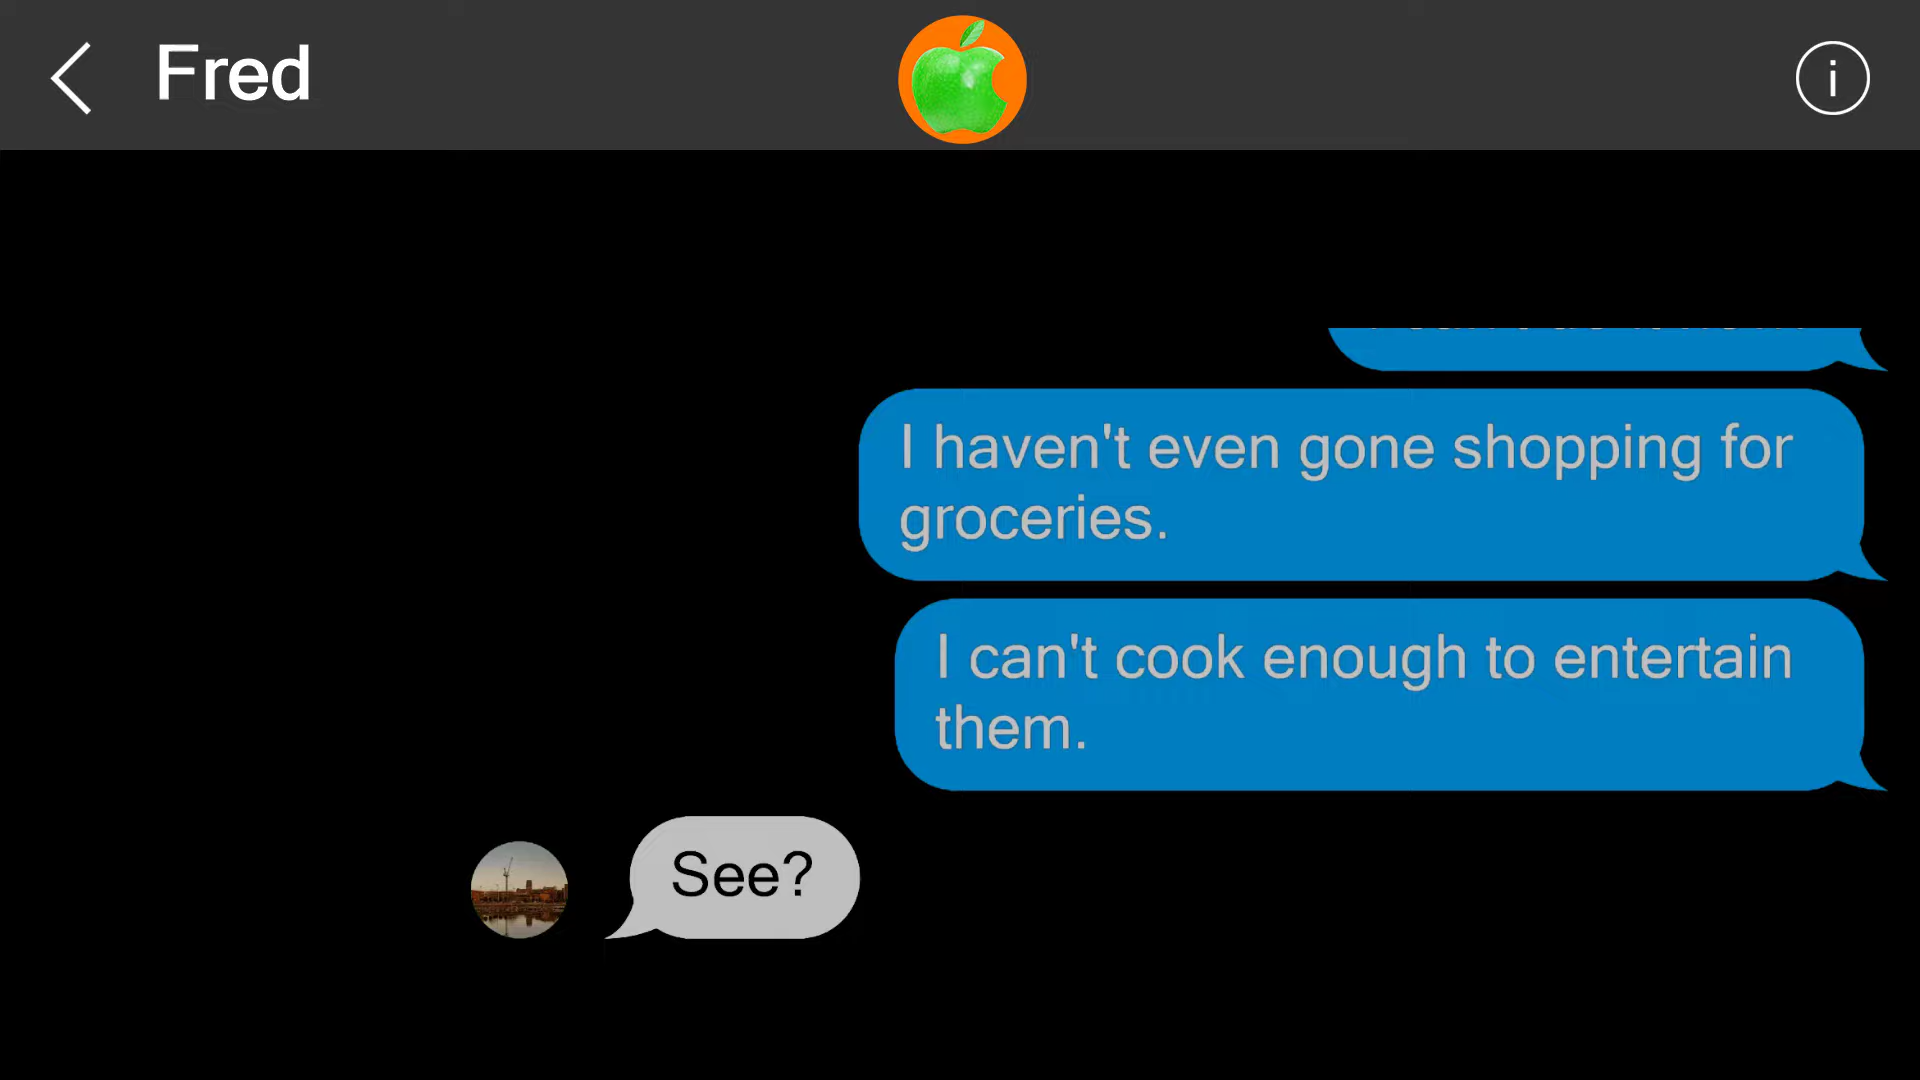 Fred
i
I haven't even gone shopping for
groceries.
I can't cook enough to entertain
them.
See?